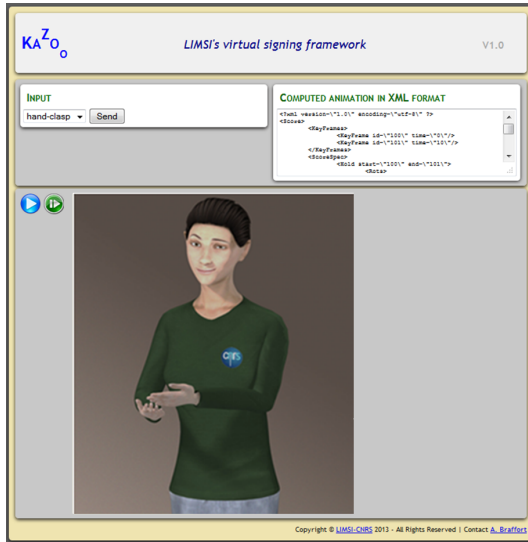 KAZOO
LIMSI's virtual signing framework
V1.0
INPUT
hand-clasp
Send
COMPUTED ANIMATION IN XML FORMAT
<?xml version=\"1.0\" encoding=\"utf-8\" ?>
<Score>
<KeyFrames>
<KeyFrame id=\"100\" time=\"0\"/>
<KeyFrame id=\"101\" time=\"10\"/>
</KeyFrames>
<ScoreSpec>
<Hold start=\"100\" end=\"101\">
<Rots>
cnrs
Copyright © LIMSI-CNRS 2013 - All Rights Reserved | Contact A. Braffort